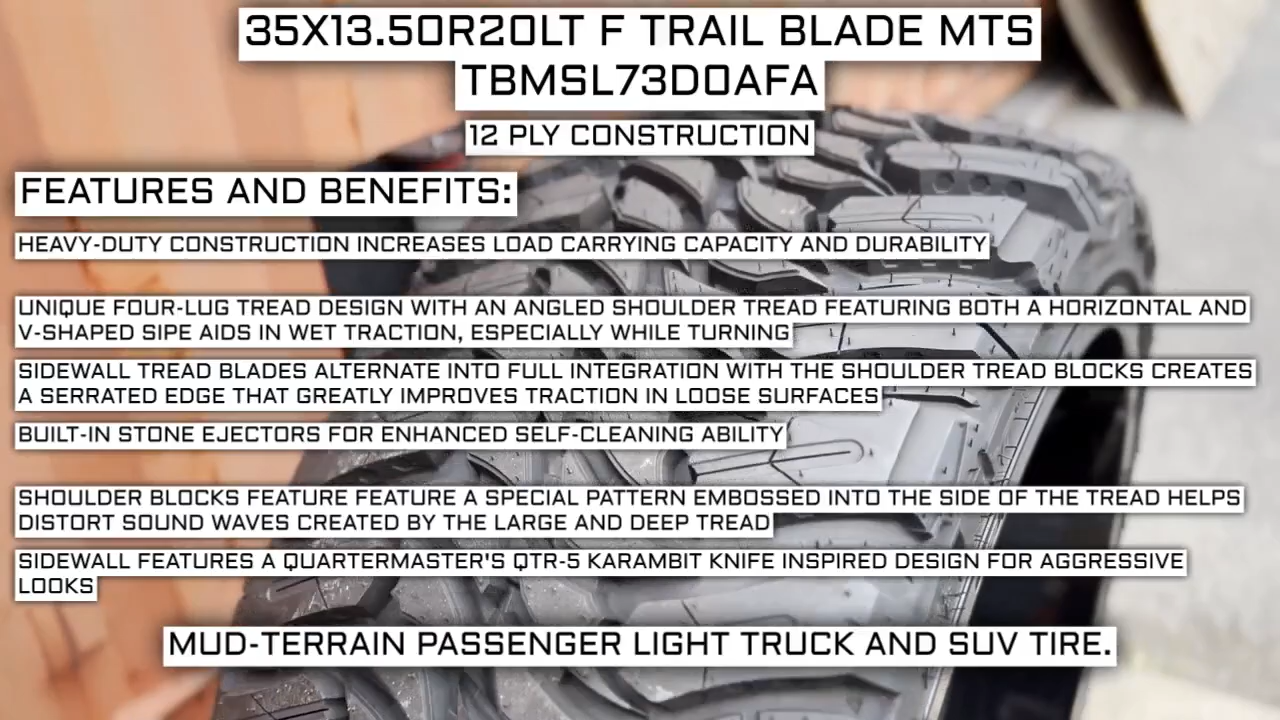 35X13.50R20LT F TRAIL BLADE MTS
TBMSL73D0AFA
12 PLY CONSTRUCTION
FEATURES AND BENEFITS:
HEAVY-DUTY CONSTRUCTION INCREASES LOAD CARRYING CAPACITY AND DURABILITY
UNIQUE FOUR-LUG TREAD DESIGN WITH AN ANGLED SHOULDER TREAD FEATURING BOTH A HORIZONTAL AND
V-SHAPED SIPE AIDS IN WET TRACTION, ESPECIALLY WHILE TURNING
SIDEWALL TREAD BLADES ALTERNATE INTO FULL INTEGRATION WITH THE SHOULDER TREAD BLOCKS CREATES
A SERRATED EDGE THAT GREATLY IMPROVES TRACTION IN LOOSE SURFACES
BUILT-IN STONE EJECTORS FOR ENHANCED SELF-CLEANING ABILITY
SHOULDER BLOCKS FEATURE FEATURE A SPECIAL PATTERN EMBOSSED INTO THE SIDE OF THE TREAD HELPS
DISTORT SOUND WAVES CREATED BY THE LARGE AND DEEP TREAD
SIDEWALL FEATURES A QUARTERMASTER'S QTR-5 KARAMBIT KNIFE INSPIRED DESIGN FOR AGGRESSIVE
LOOKS
MUD-TERRAIN PASSENGER LIGHT TRUCK AND SUV TIRE.